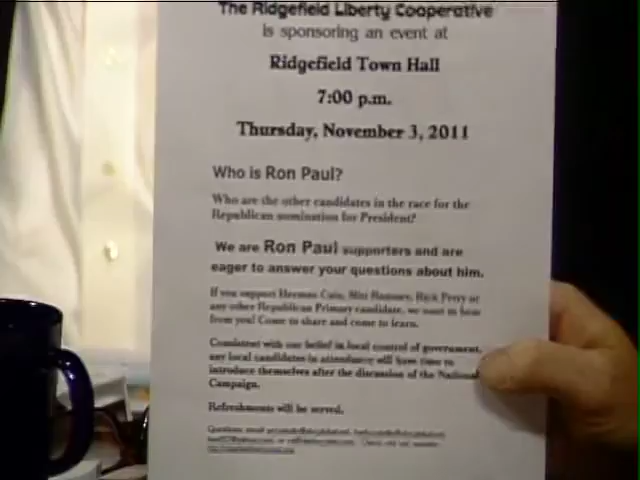 The Ridgefield Liberty Cooperative
is sponsoring an event at
Ridgefield Town Hall
7:00 p.m.
Thursday, November 3, 2011
Who is Ron Paul?
Who are the other candidates in the race for the
Republican nomination for President?
We are Ron Paul supporters and are
eager to answer your questions about him.
If you support Herman Cain, Mitt Romney, Rick Perry or
any other Republican Primary candidate, we want to hear
from you! Come to share and come to learn.
Consistent with our belief in local control of government,
any local candidates in attendance will have time to
introduce themselves after the discussion of the National
Campaign.
Refreshments will be served.
Questions: email